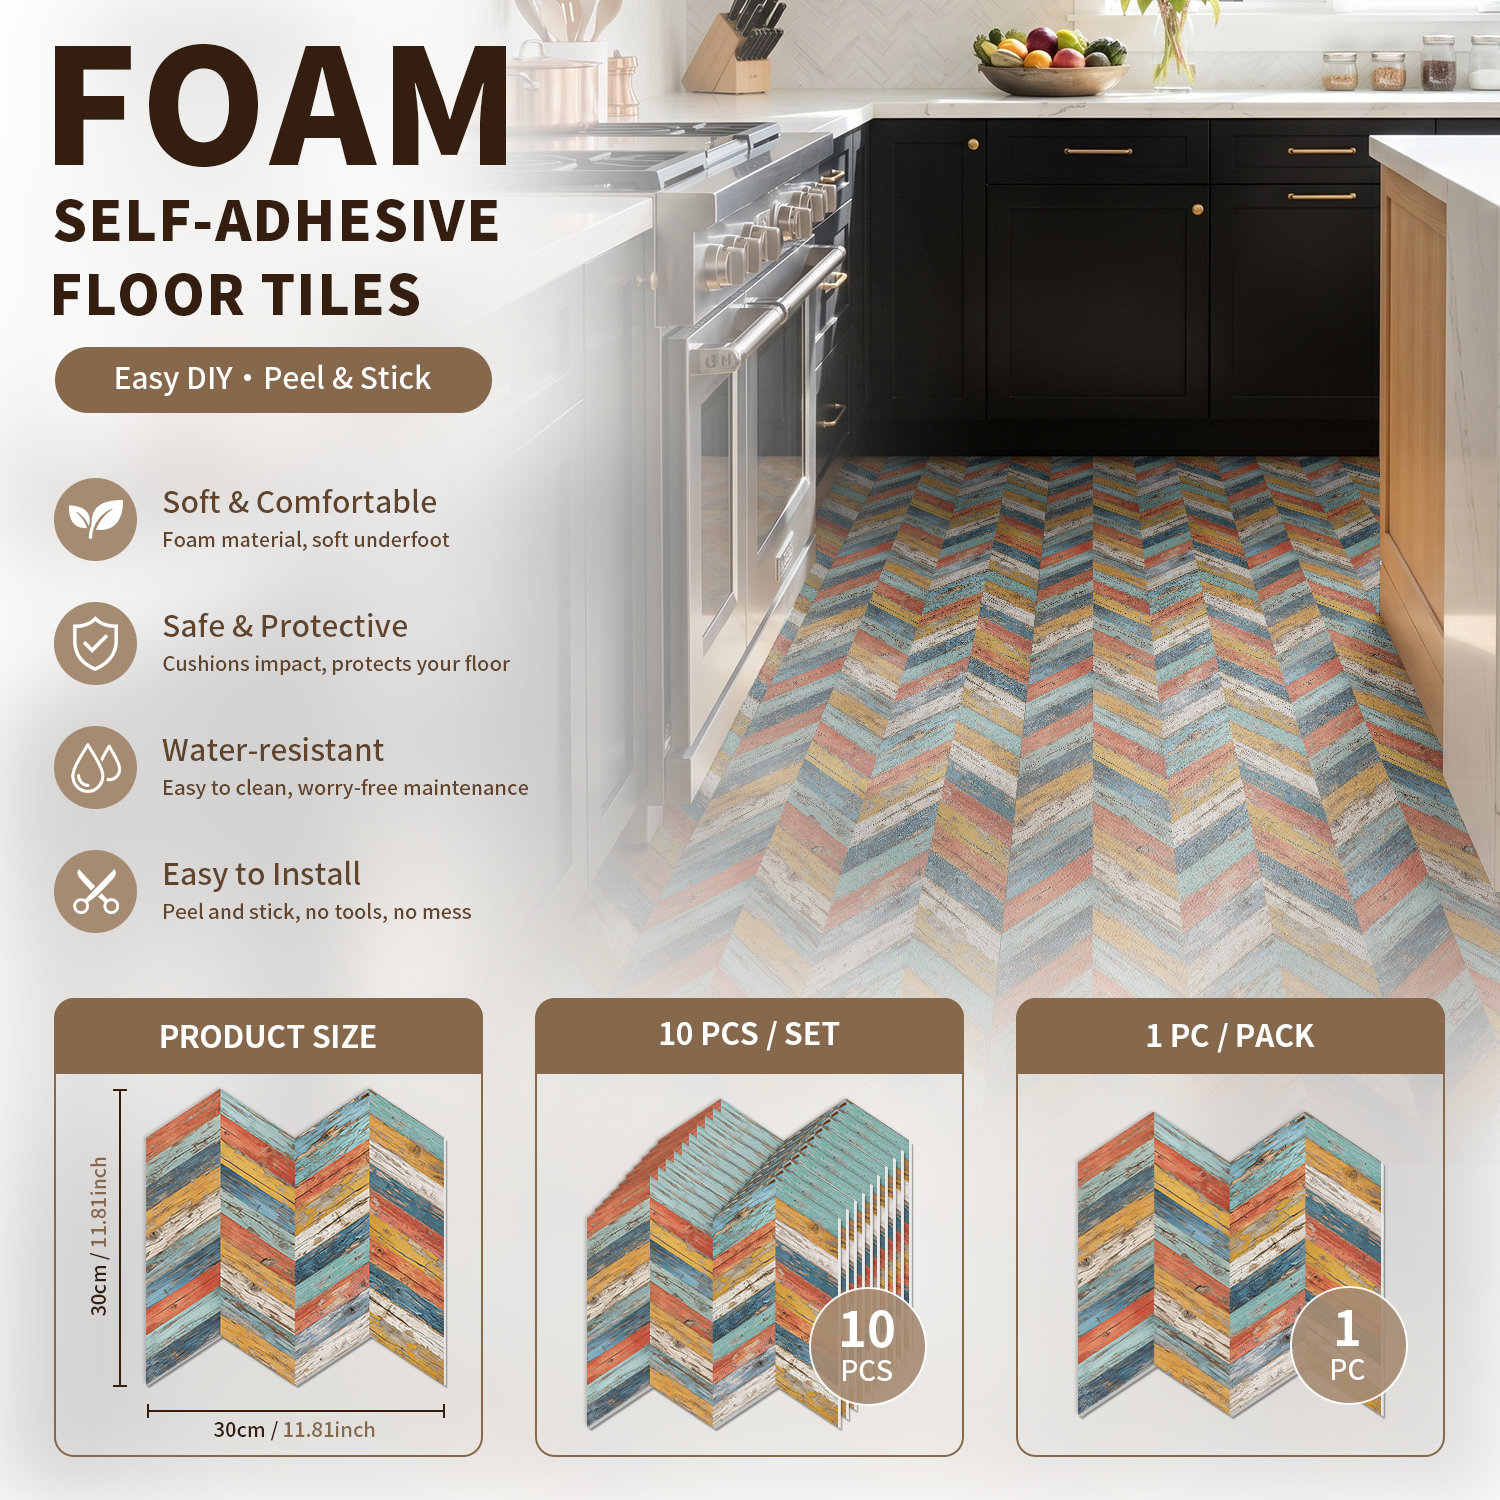 FOAM
SELF-ADHESIVE
FLOOR TILES
Easy DIY • Peel & Stick
Soft & Comfortable
Foam material, soft underfoot
Safe & Protective
Cushions impact, protects your floor
Water-resistant
Easy to clean, worry-free maintenance
Easy to Install
Peel and stick, no tools, no mess
PRODUCT SIZE
30cm / 11.81inch
30cm / 11.81inch
10 PCS / SET
10
PCS
1 PC / PACK
1
PC